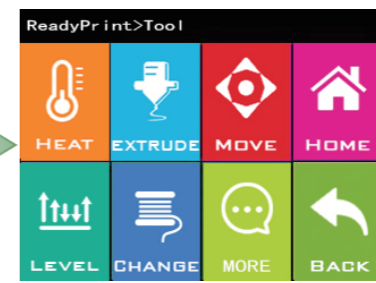 ReadyPrint>Tool
HEAT EXTRUDE MOVE HOME
LEVEL CHANGE MORE BACK